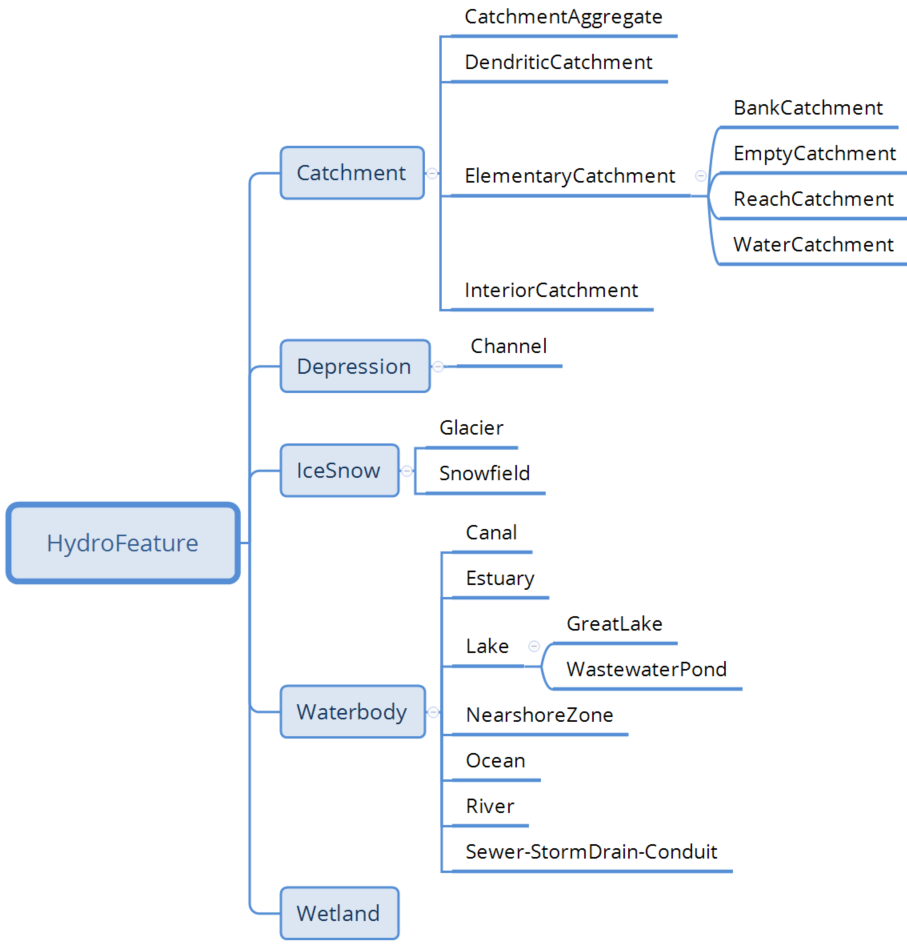 CatchmentAggregate
DendriticCatchment
BankCatchment
EmptyCatchment
Catchment
ElementaryCatchment
ReachCatchment
WaterCatchment
InteriorCatchment
Channel
Depression
Glacier
IceSnow
Snowfield
HydroFeature
Canal
Estuary
GreatLake
Lake
WastewaterPond
Waterbody
NearshoreZone
Ocean
River
Sewer-StormDrain-Conduit
Wetland